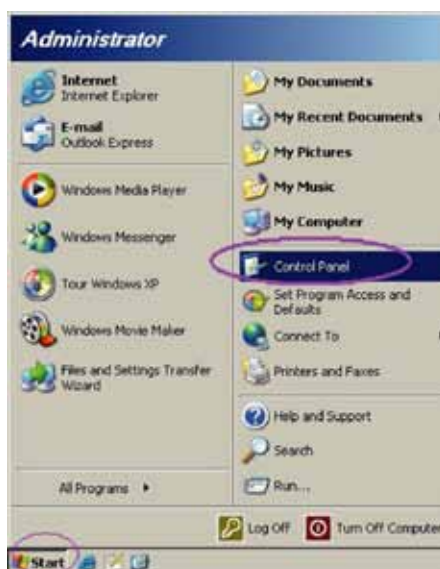 Administrator
Internet
Internet Explorer
E-mail
Outlook Express
Windows Media Player
Windows Messenger
Tour Windows XP
Windows Movie Maker
Files and Settings Transfer
Wizard
All Programs
My Documents
My Recent Documents
My Pictures
My Music
My Computer
Control Panel
Set Program Access and
Defaults
Connect To
Printers and Faxes
Help and Support
Search
Run...
Log Off
Turn Off Computer
Start